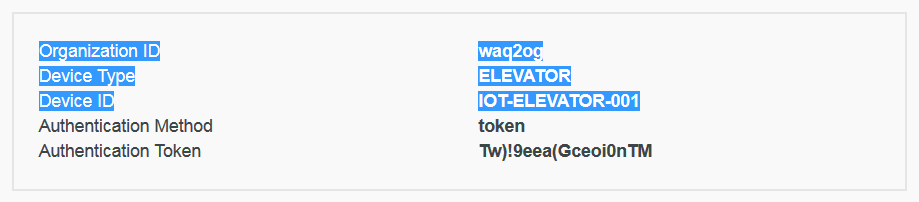 Organization ID waq2og
Device Type ELEVATOR
Device ID IOT-ELEVATOR-001
Authentication Method token
Authentication Token Tw)!9eea(Gceoi0nTM